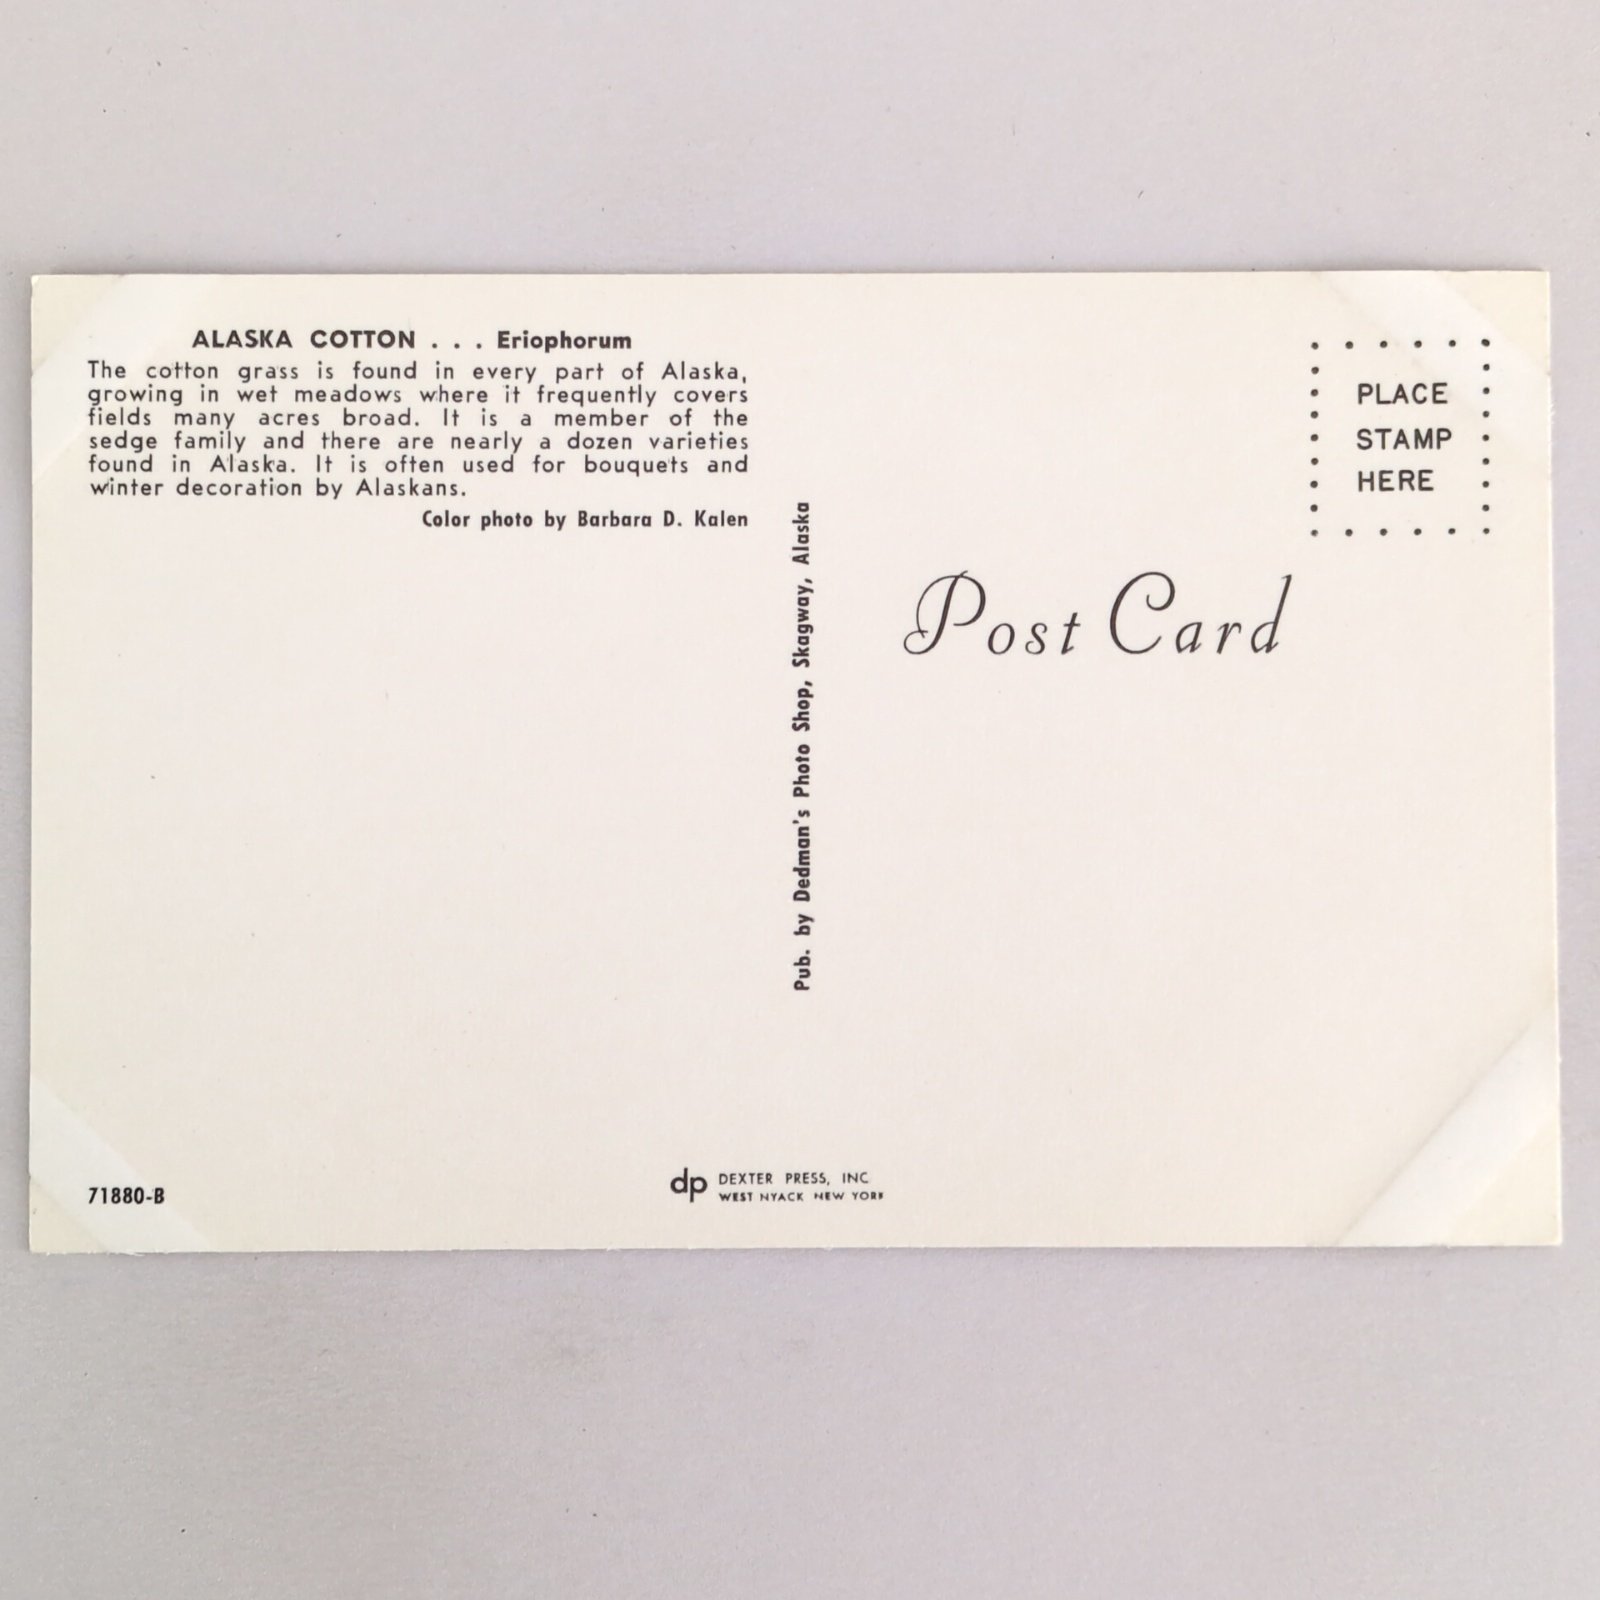 ALASKA COTTON . . . Eriophorum
The cotton grass is found in every part of Alaska,
growing in wet meadows where it frequently covers
fields many acres broad. It is a member of the
sedge family and there are nearly a dozen varieties
found in Alaska. It is often used for bouquets and
winter decoration by Alaskans.
Color photo by Barbara D. Kalen
Pub. by Dedman's Photo Shop, Skagway, Alaska
PLACE
STAMP
HERE
Post Card
71880-B
dp DEXTER PRESS, INC
WEST NYACK NEW YORK